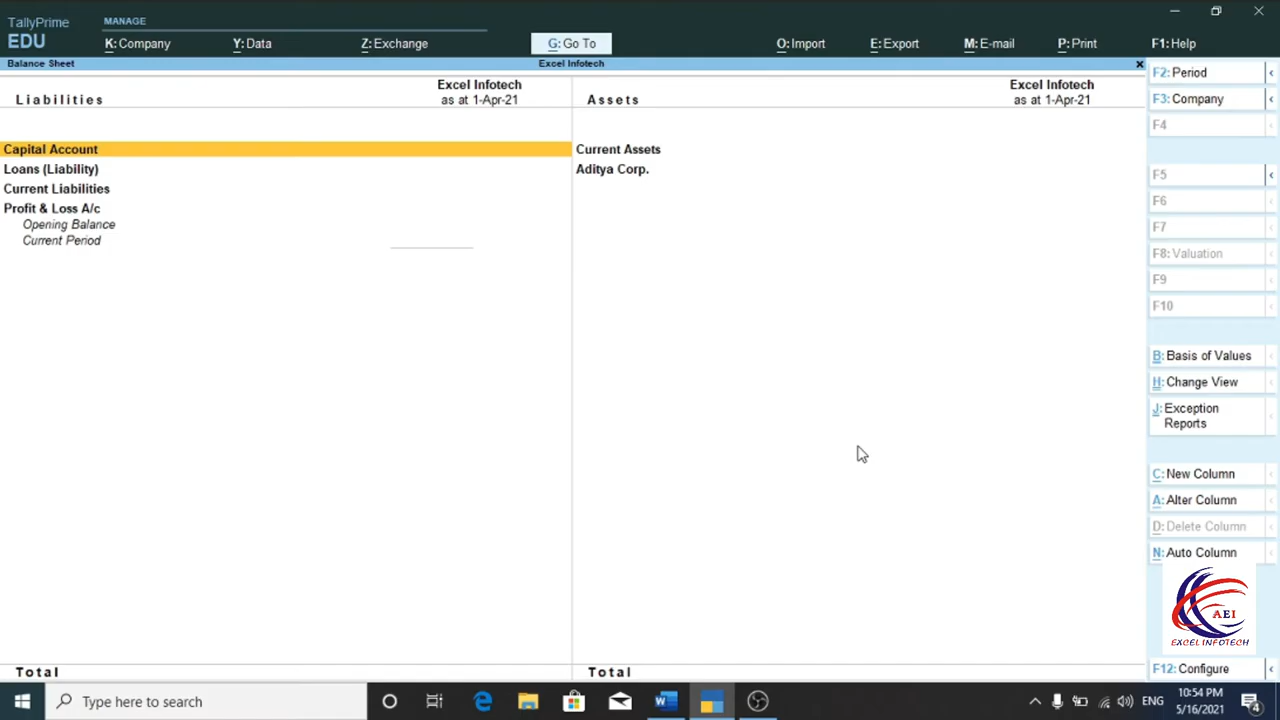 TallyPrime
EDU
MANAGE
K: Company
Y: Data
Z: Exchange
G: Go To
O: Import
E: Export
M: E-mail
P: Print
F1: Help
Balance Sheet
Excel Infotech
Liabilities
Excel Infotech
as at 1-Apr-21
Assets
Excel Infotech
as at 1-Apr-21
Capital Account
Loans (Liability)
Current Liabilities
Profit & Loss A/c
Opening Balance
Current Period
Current Assets
Aditya Corp.
Total
Total
F2: Period
F3: Company
F4
F5
F6
F7
F8: Valuation
F9
F10
B: Basis of Values
H: Change View
J: Exception
Reports
C: New Column
A: Alter Column
D: Delete Column
N: Auto Column
AEI
EXCEL INFOTECH
F12: Configure
Type here to search
ENG
10:54 PM
5/16/2021
4